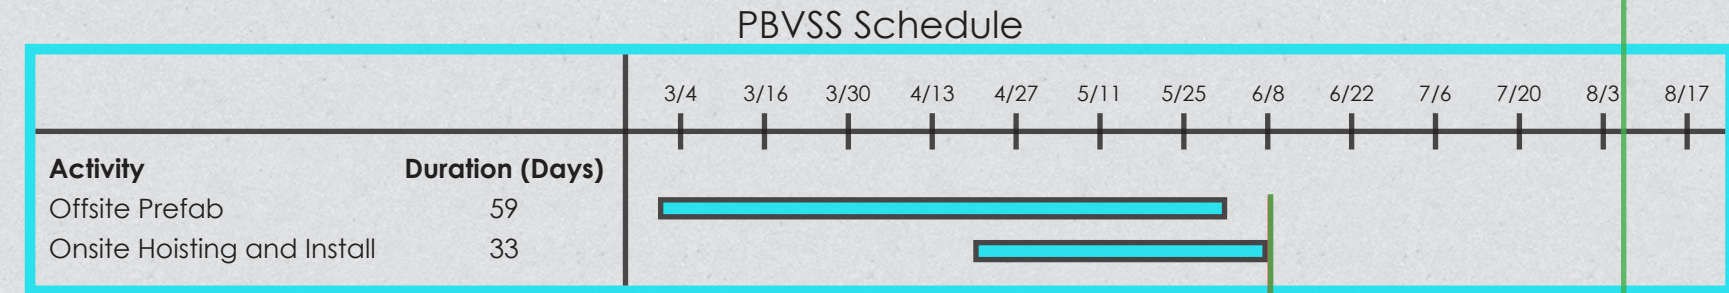 PBVSS Schedule
3/4 3/16 3/30 4/13 4/27 5/11 5/25 6/8 6/22 7/6 7/20 8/3 8/17
Activity Duration (Days)
Offsite Prefab 59
Onsite Hoisting and Install 33